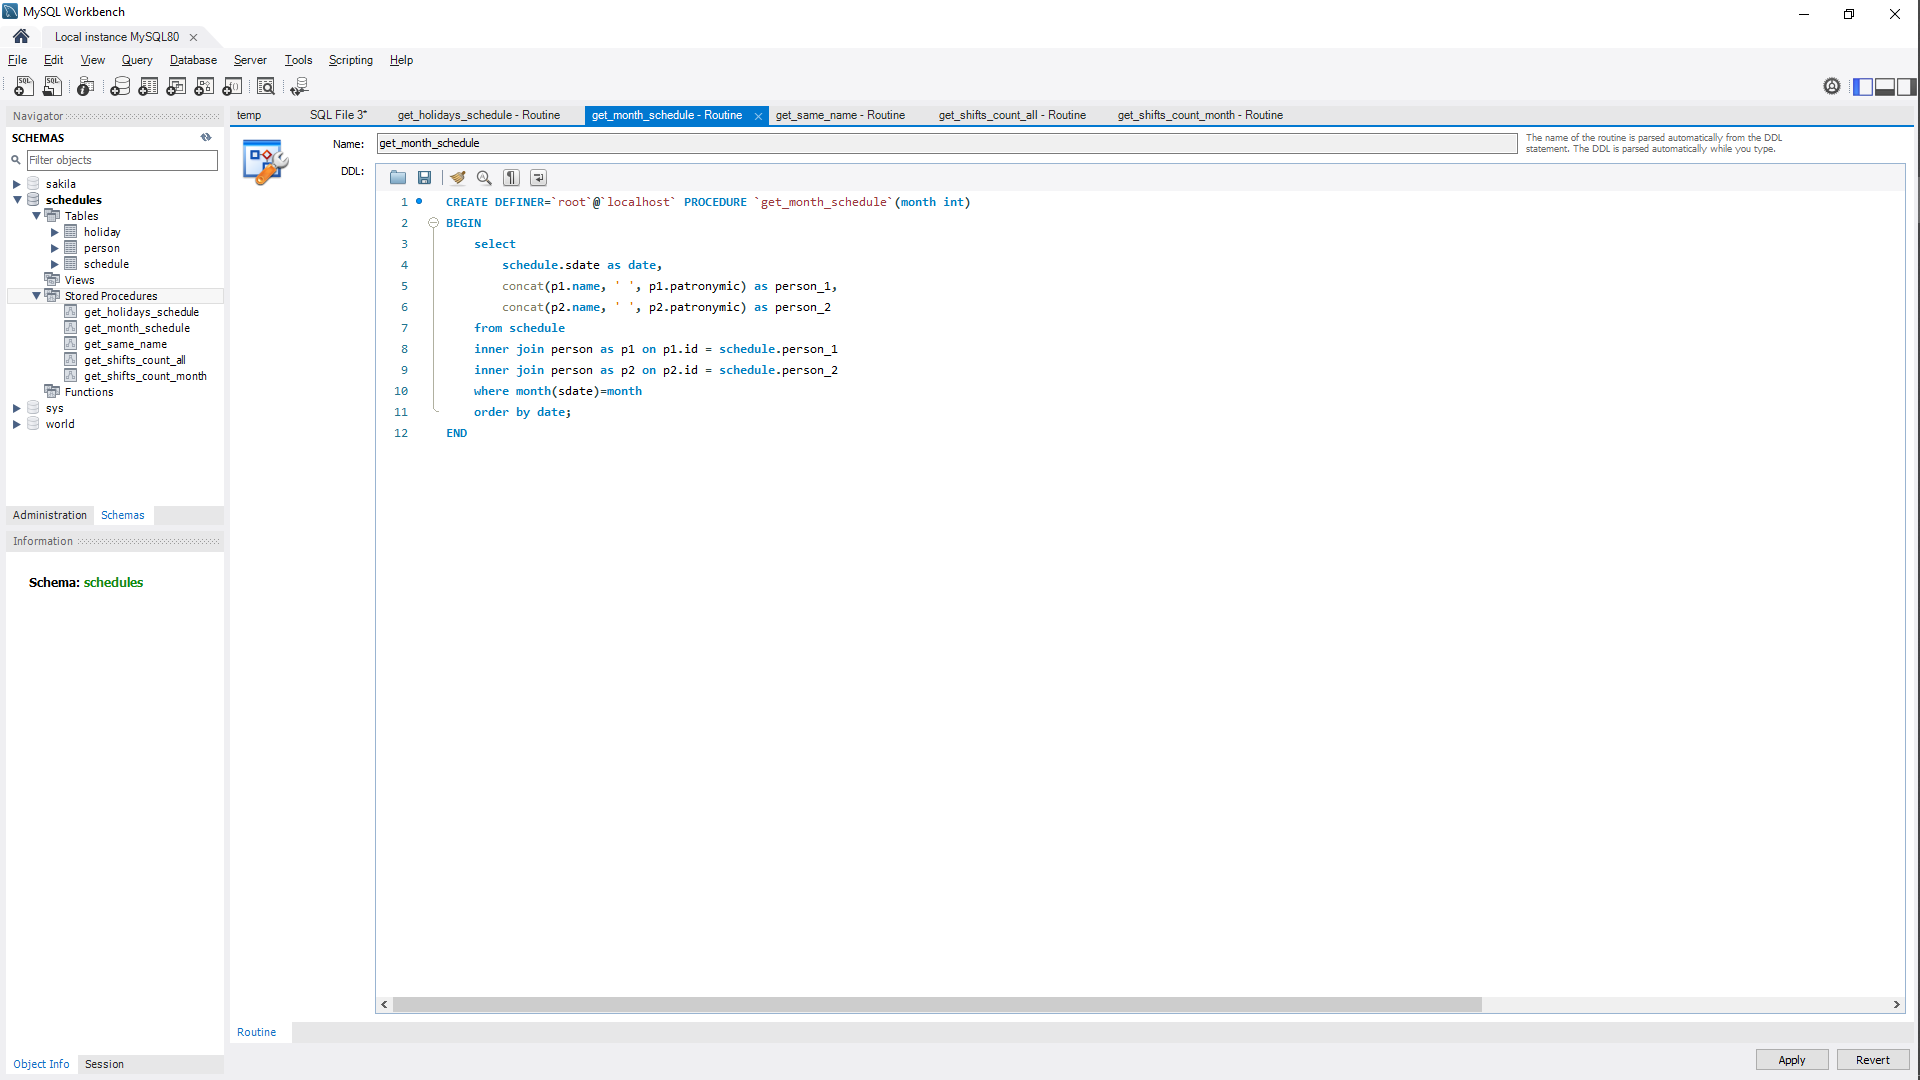 MySQL Workbench
Local instance MySQL80
File Edit View Query Database Server Tools Scripting Help
Navigator
SCHEMAS
Filter objects
sakila
schedules
Tables
holiday
person
schedule
Views
Stored Procedures
get_holidays_schedule
get_month_schedule
get_same_name
get_shifts_count_all
get_shifts_count_month
Functions
sys
world
Administration Schemas
Information
Schema: schedules
Object Info Session
temp SQL File 3* get_holidays_schedule - Routine get_month_schedule - Routine get_same_name - Routine get_shifts_count_all - Routine get_shifts_count_month - Routine
Name: get_month_schedule
The name of the routine is parsed automatically from the DDL
statement. The DDL is parsed automatically while you type.
DDL:
1 CREATE DEFINER=`root`@`localhost` PROCEDURE `get_month_schedule`(month int)
2 BEGIN
3 select
4 schedule.sdate as date,
5 concat(p1.name, ' ', p1.patronymic) as person_1,
6 concat(p2.name, ' ', p2.patronymic) as person_2
7 from schedule
8 inner join person as p1 on p1.id = schedule.person_1
9 inner join person as p2 on p2.id = schedule.person_2
10 where month(sdate)=month
11 order by date;
12 END
Routine
Apply Revert